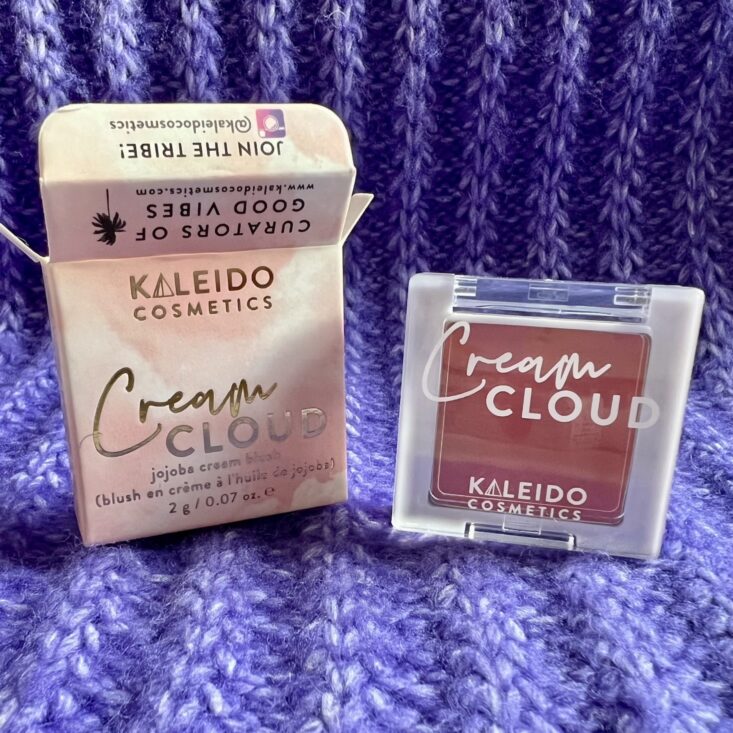 @kaleidocosmetics
JOIN THE TRIBE!
www.kaleidocosmetics.com
GOOD VIBES
CURATORS OF
KALEIDO
COSMETICS
Cream
CLOUD
jojoba cream blush
(blush en crème à l'huile de jojoba)
2 g / 0.07 oz. e
Cream
CLOUD
KALEIDO
COSMETICS